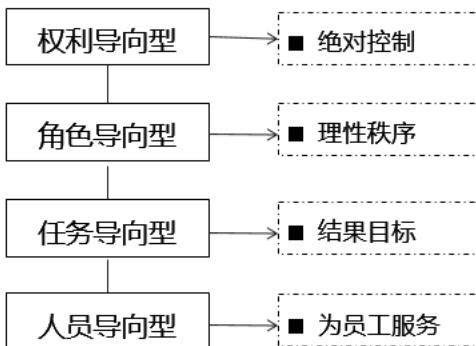 权利导向型
■ 绝对控制
角色导向型
■ 理性秩序
任务导向型
■ 结果目标
人员导向型
■ 为员工服务